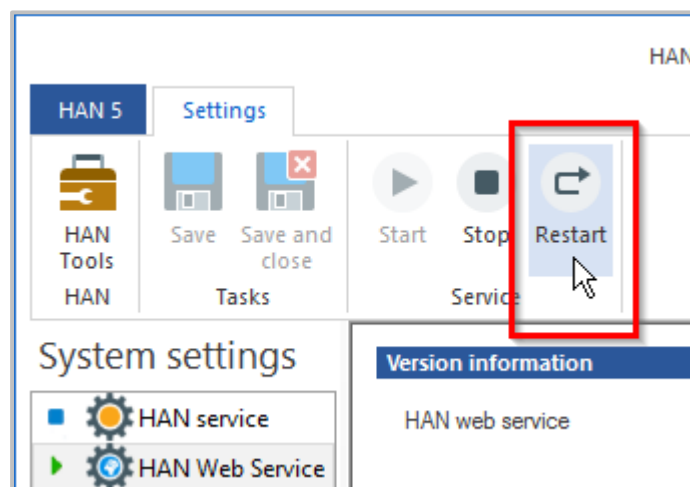 HAN
HAN 5
Settings
HAN
Tools
Save
Save and
close
Start
Stop
Restart
HAN
Tasks
Service
System settings
Version information
HAN service
HAN web service
HAN Web Service